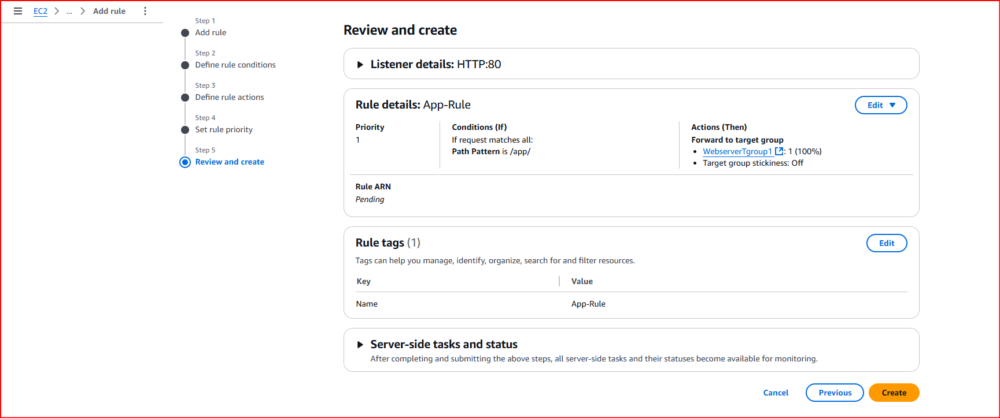 EC2 > ... > Add rule
Step 1
Add rule
Step 2
Define rule conditions
Step 3
Define rule actions
Step 4
Set rule priority
Step 5
Review and create
Review and create
Listener details: HTTP:80
Rule details: App-Rule
Edit
Priority
1
Conditions (If)
If request matches all:
Path Pattern is /app/
Actions (Then)
Forward to target group
• WebserverTgroup1 : 1 (100%)
• Target group stickiness: Off
Rule ARN
Pending
Rule tags (1)
Edit
Tags can help you manage, identify, organize, search for and filter resources.
Key Value
Name App-Rule
Server-side tasks and status
After completing and submitting the above steps, all server-side tasks and their statuses become available for monitoring.
Cancel Previous Create